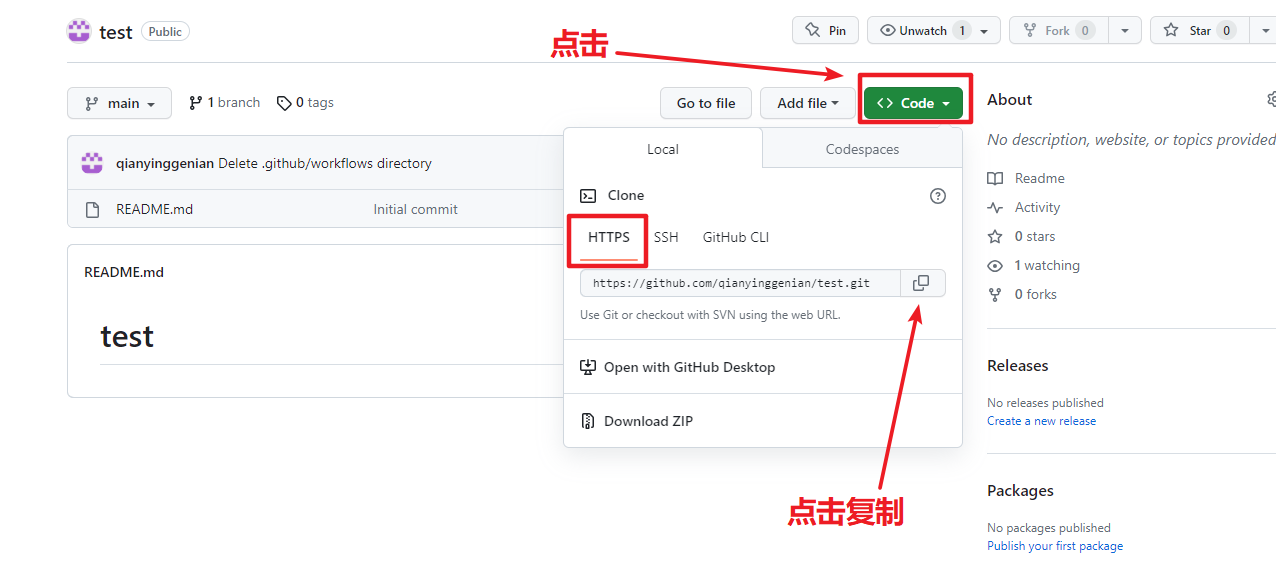 test Public
Pin
Unwatch 1
Fork 0
Star 0
点击
main
1 branch
0 tags
Go to file
Add file
Code
qianyinggenian Delete .github/workflows directory
README.md Initial commit
README.md
test
Local
Codespaces
Clone
HTTPS
SSH
GitHub CLI
https://github.com/qianyinggenian/test.git
Use Git or checkout with SVN using the web URL.
Open with GitHub Desktop
Download ZIP
点击复制
About
No description, website, or topics provided
Readme
Activity
0 stars
1 watching
0 forks
Releases
No releases published
Create a new release
Packages
No packages published
Publish your first package